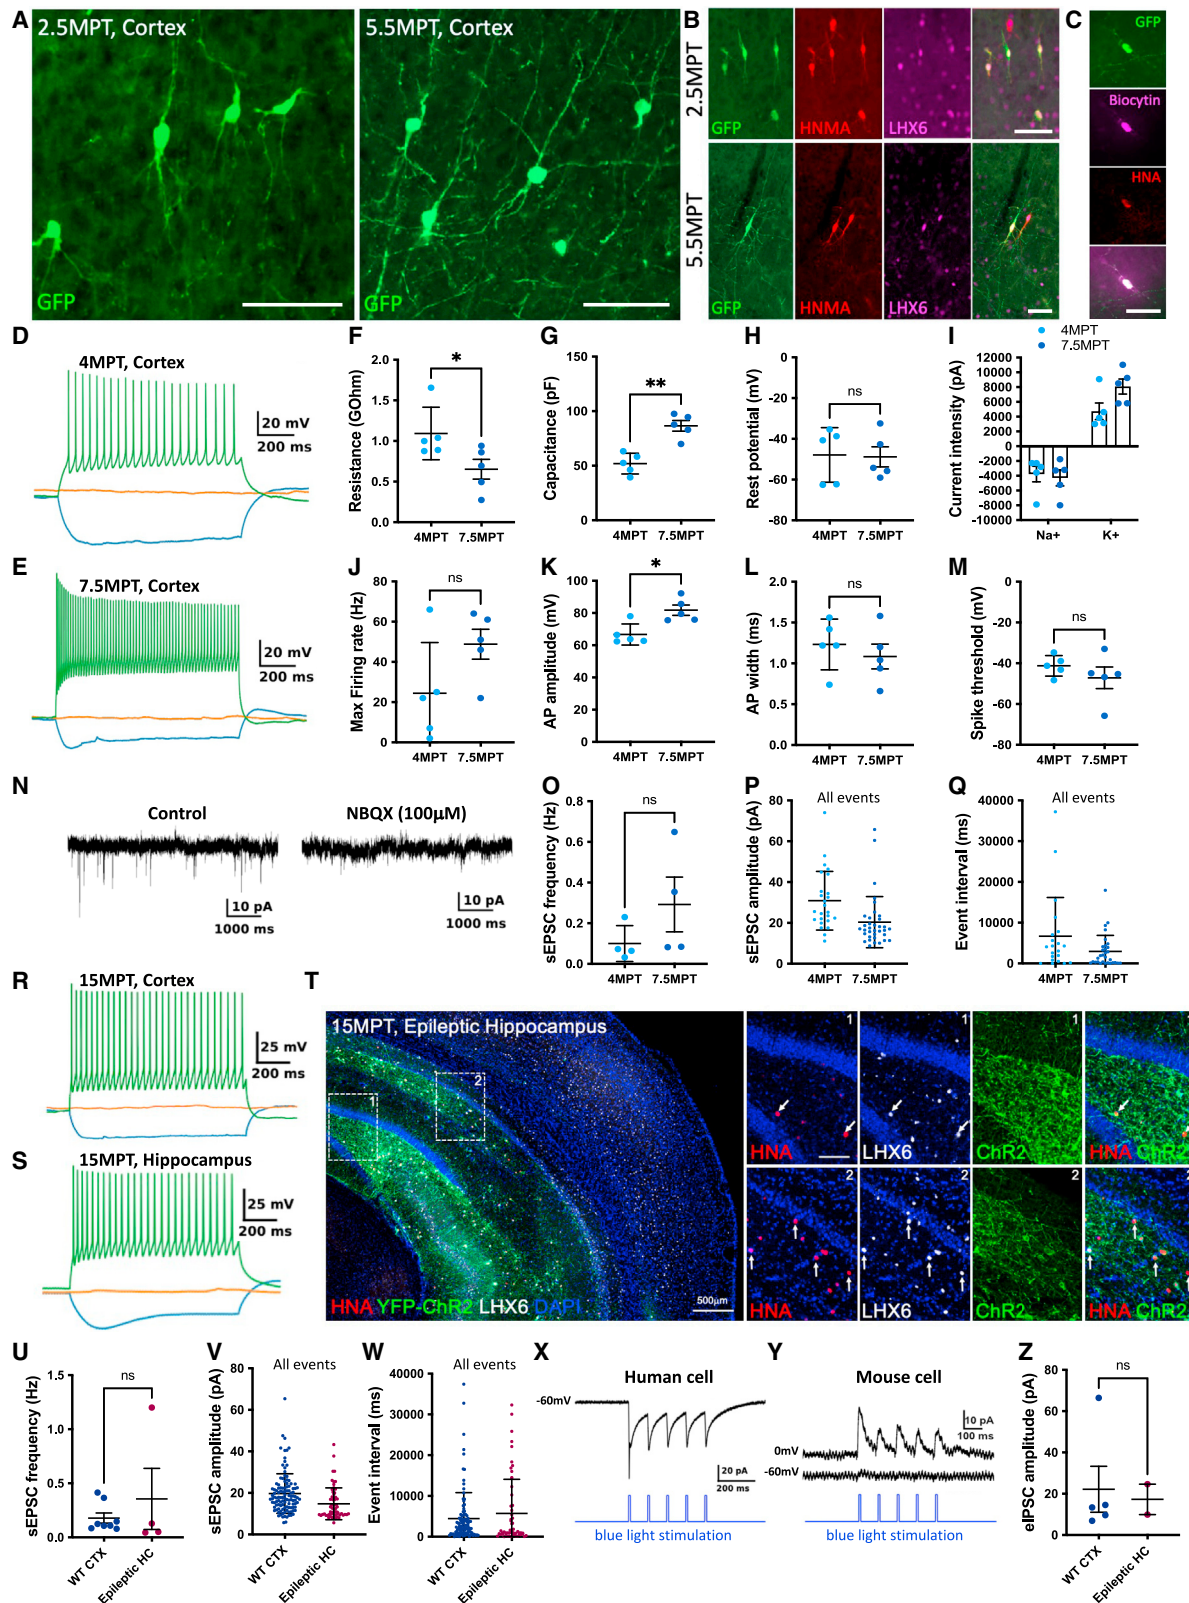 A
2.5MPT, Cortex
GFP
5.5MPT, Cortex
GFP
B
2.5MPT
GFP
HNMA
LHX6
5.5MPT
GFP
HNMA
LHX6
C
GFP
Biocytin
HNA
D
4MPT, Cortex
20 mV
200 ms
E
7.5MPT, Cortex
20 mV
200 ms
F
Resistance (GOhm)
2.0
1.5
1.0
0.5
0.0
*
4MPT 7.5MPT
G
Capacitance (pF)
150
100
50
0
**
4MPT 7.5MPT
H
Rest potential (mV)
0
-20
-40
-60
-80
ns
4MPT 7.5MPT
I
4MPT
7.5MPT
Current intensity (pA)
12000
10000
8000
6000
4000
2000
0
-2000
-4000
-6000
-8000
-10000
Na+ K+
J
Max Firing rate (Hz)
80
60
40
20
0
ns
4MPT 7.5MPT
K
AP amplitude (mV)
100
80
60
40
20
0
*
4MPT 7.5MPT
L
AP width (ms)
2.0
1.5
1.0
0.5
0.0
ns
4MPT 7.5MPT
M
Spike threshold (mV)
0
-20
-40
-60
-80
ns
4MPT 7.5MPT
N
Control
10 pA
1000 ms
NBQX (100μM)
10 pA
1000 ms
O
sEPSC frequency (Hz)
0.8
0.6
0.4
0.2
0.0
ns
4MPT 7.5MPT
P
All events
sEPSC amplitude (pA)
80
60
40
20
0
4MPT 7.5MPT
Q
All events
Event interval (ms)
40000
30000
20000
10000
0
4MPT 7.5MPT
R
15MPT, Cortex
25 mV
200 ms
S
15MPT, Hippocampus
25 mV
200 ms
T
15MPT, Epileptic Hippocampus
1
2
HNA YFP-ChR2 LHX6 DAPI
500μm
1
HNA
1
LHX6
1
ChR2
1
HNA ChR2
2
HNA
2
LHX6
2
ChR2
2
HNA ChR2
U
sEPSC frequency (Hz)
1.5
1.0
0.5
0.0
ns
WT CTX
Epileptic HC
V
All events
sEPSC amplitude (pA)
80
60
40
20
0
WT CTX
Epileptic HC
W
All events
Event interval (ms)
40000
30000
20000
10000
0
WT CTX
Epileptic HC
X
Human cell
-60mV
20 pA
200 ms
blue light stimulation
Y
Mouse cell
10 pA
100 ms
0mV
-60mV
blue light stimulation
Z
eIPSC amplitude (pA)
80
60
40
20
0
ns
WT CTX
Epileptic HC